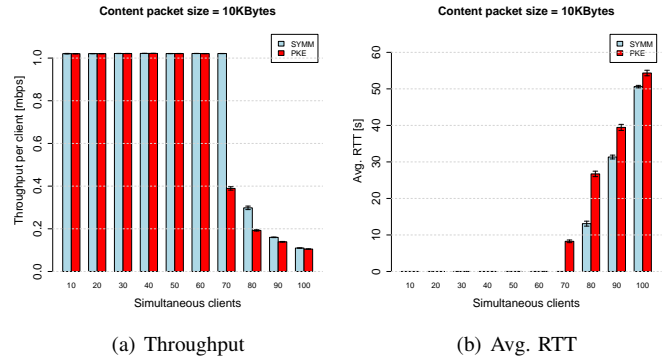 Content packet size = 10KBytes
SYMM
PKE
Throughput per client [mbps]
1.0
0.8
0.6
0.4
0.2
0.0
10 20 30 40 50 60 70 80 90 100
Simultaneous clients
(a) Throughput
Content packet size = 10KBytes
SYMM
PKE
Avg. RTT [s]
60
50
40
30
20
10
0
10 20 30 40 50 60 70 80 90 100
Simultaneous clients
(b) Avg. RTT